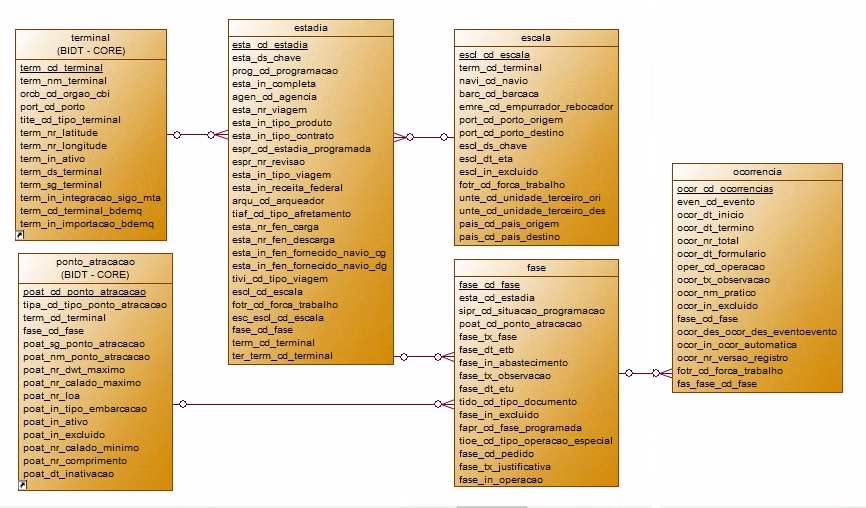 terminal
(BIDT - CORE)
term_cd_terminal
term_nm_terminal
orcb_cd_orgao_cbi
port_cd_porto
tite_cd_tipo_terminal
term_nr_latitude
term_nr_longitude
term_in_ativo
term_ds_terminal
term_sg_terminal
term_in_integracao_sigo_mta
term_cd_terminal_bdemq
term_in_importacao_bdemq
ponto_atracacao
(BIDT - CORE)
poat_cd_ponto_atracacao
tipa_cd_tipo_ponto_atracacao
term_cd_terminal
fase_cd_fase
poat_sg_ponto_atracacao
poat_nm_ponto_atracacao
poat_nr_dwt_maximo
poat_nr_calado_maximo
poat_nr_loa
poat_in_tipo_embarcacao
poat_in_ativo
poat_in_excluido
poat_nr_calado_minimo
poat_nr_comprimento
poat_dt_inativacao
estadia
esta_cd_estadia
esta_ds_chave
prog_cd_programacao
esta_in_completa
agen_cd_agencia
esta_nr_viagem
esta_in_tipo_produto
esta_in_tipo_contrato
espr_cd_estadia_programada
espr_nr_revisao
esta_in_tipo_viagem
esta_in_receita_federal
arqu_cd_arqueador
tiaf_cd_tipo_afretamento
esta_nr_fen_carga
esta_nr_fen_descarga
esta_in_fen_fornecido_navio_cg
esta_in_fen_fornecido_navio_dg
tivi_cd_tipo_viagem
escl_cd_escala
fotr_cd_forca_trabalho
esc_escl_cd_escala
fase_cd_fase
term_cd_terminal
ter_term_cd_terminal
escala
escl_cd_escala
term_cd_terminal
navi_cd_navio
barc_cd_barcaca
emre_cd_empurrador_rebocador
port_cd_porto_origem
port_cd_porto_destino
escl_ds_chave
escl_dt_eta
escl_in_excluido
fotr_cd_forca_trabalho
unte_cd_unidade_terceiro_ori
unte_cd_unidade_terceiro_des
pais_cd_pais_origem
pais_cd_pais_destino
fase
fase_cd_fase
esta_cd_estadia
sipr_cd_situacao_programacao
poat_cd_ponto_atracacao
fase_tx_fase
fase_dt_etb
fase_in_abastecimento
fase_tx_observacao
fase_dt_etu
tido_cd_tipo_documento
fase_in_excluido
fapr_cd_fase_programada
tioe_cd_tipo_operacao_especial
fase_cd_pedido
fase_tx_justificativa
fase_in_operacao
ocorrencia
ocor_cd_ocorrencias
even_cd_evento
ocor_dt_inicio
ocor_dt_termino
ocor_nr_total
ocor_dt_formulario
oper_cd_operacao
ocor_tx_observacao
ocor_nm_pratico
ocor_in_excluido
fase_cd_fase
ocor_des_ocor_des_eventoevento
ocor_in_ocor_automatica
ocor_nr_versao_registro
fotr_cd_forca_trabalho
fas_fase_cd_fase